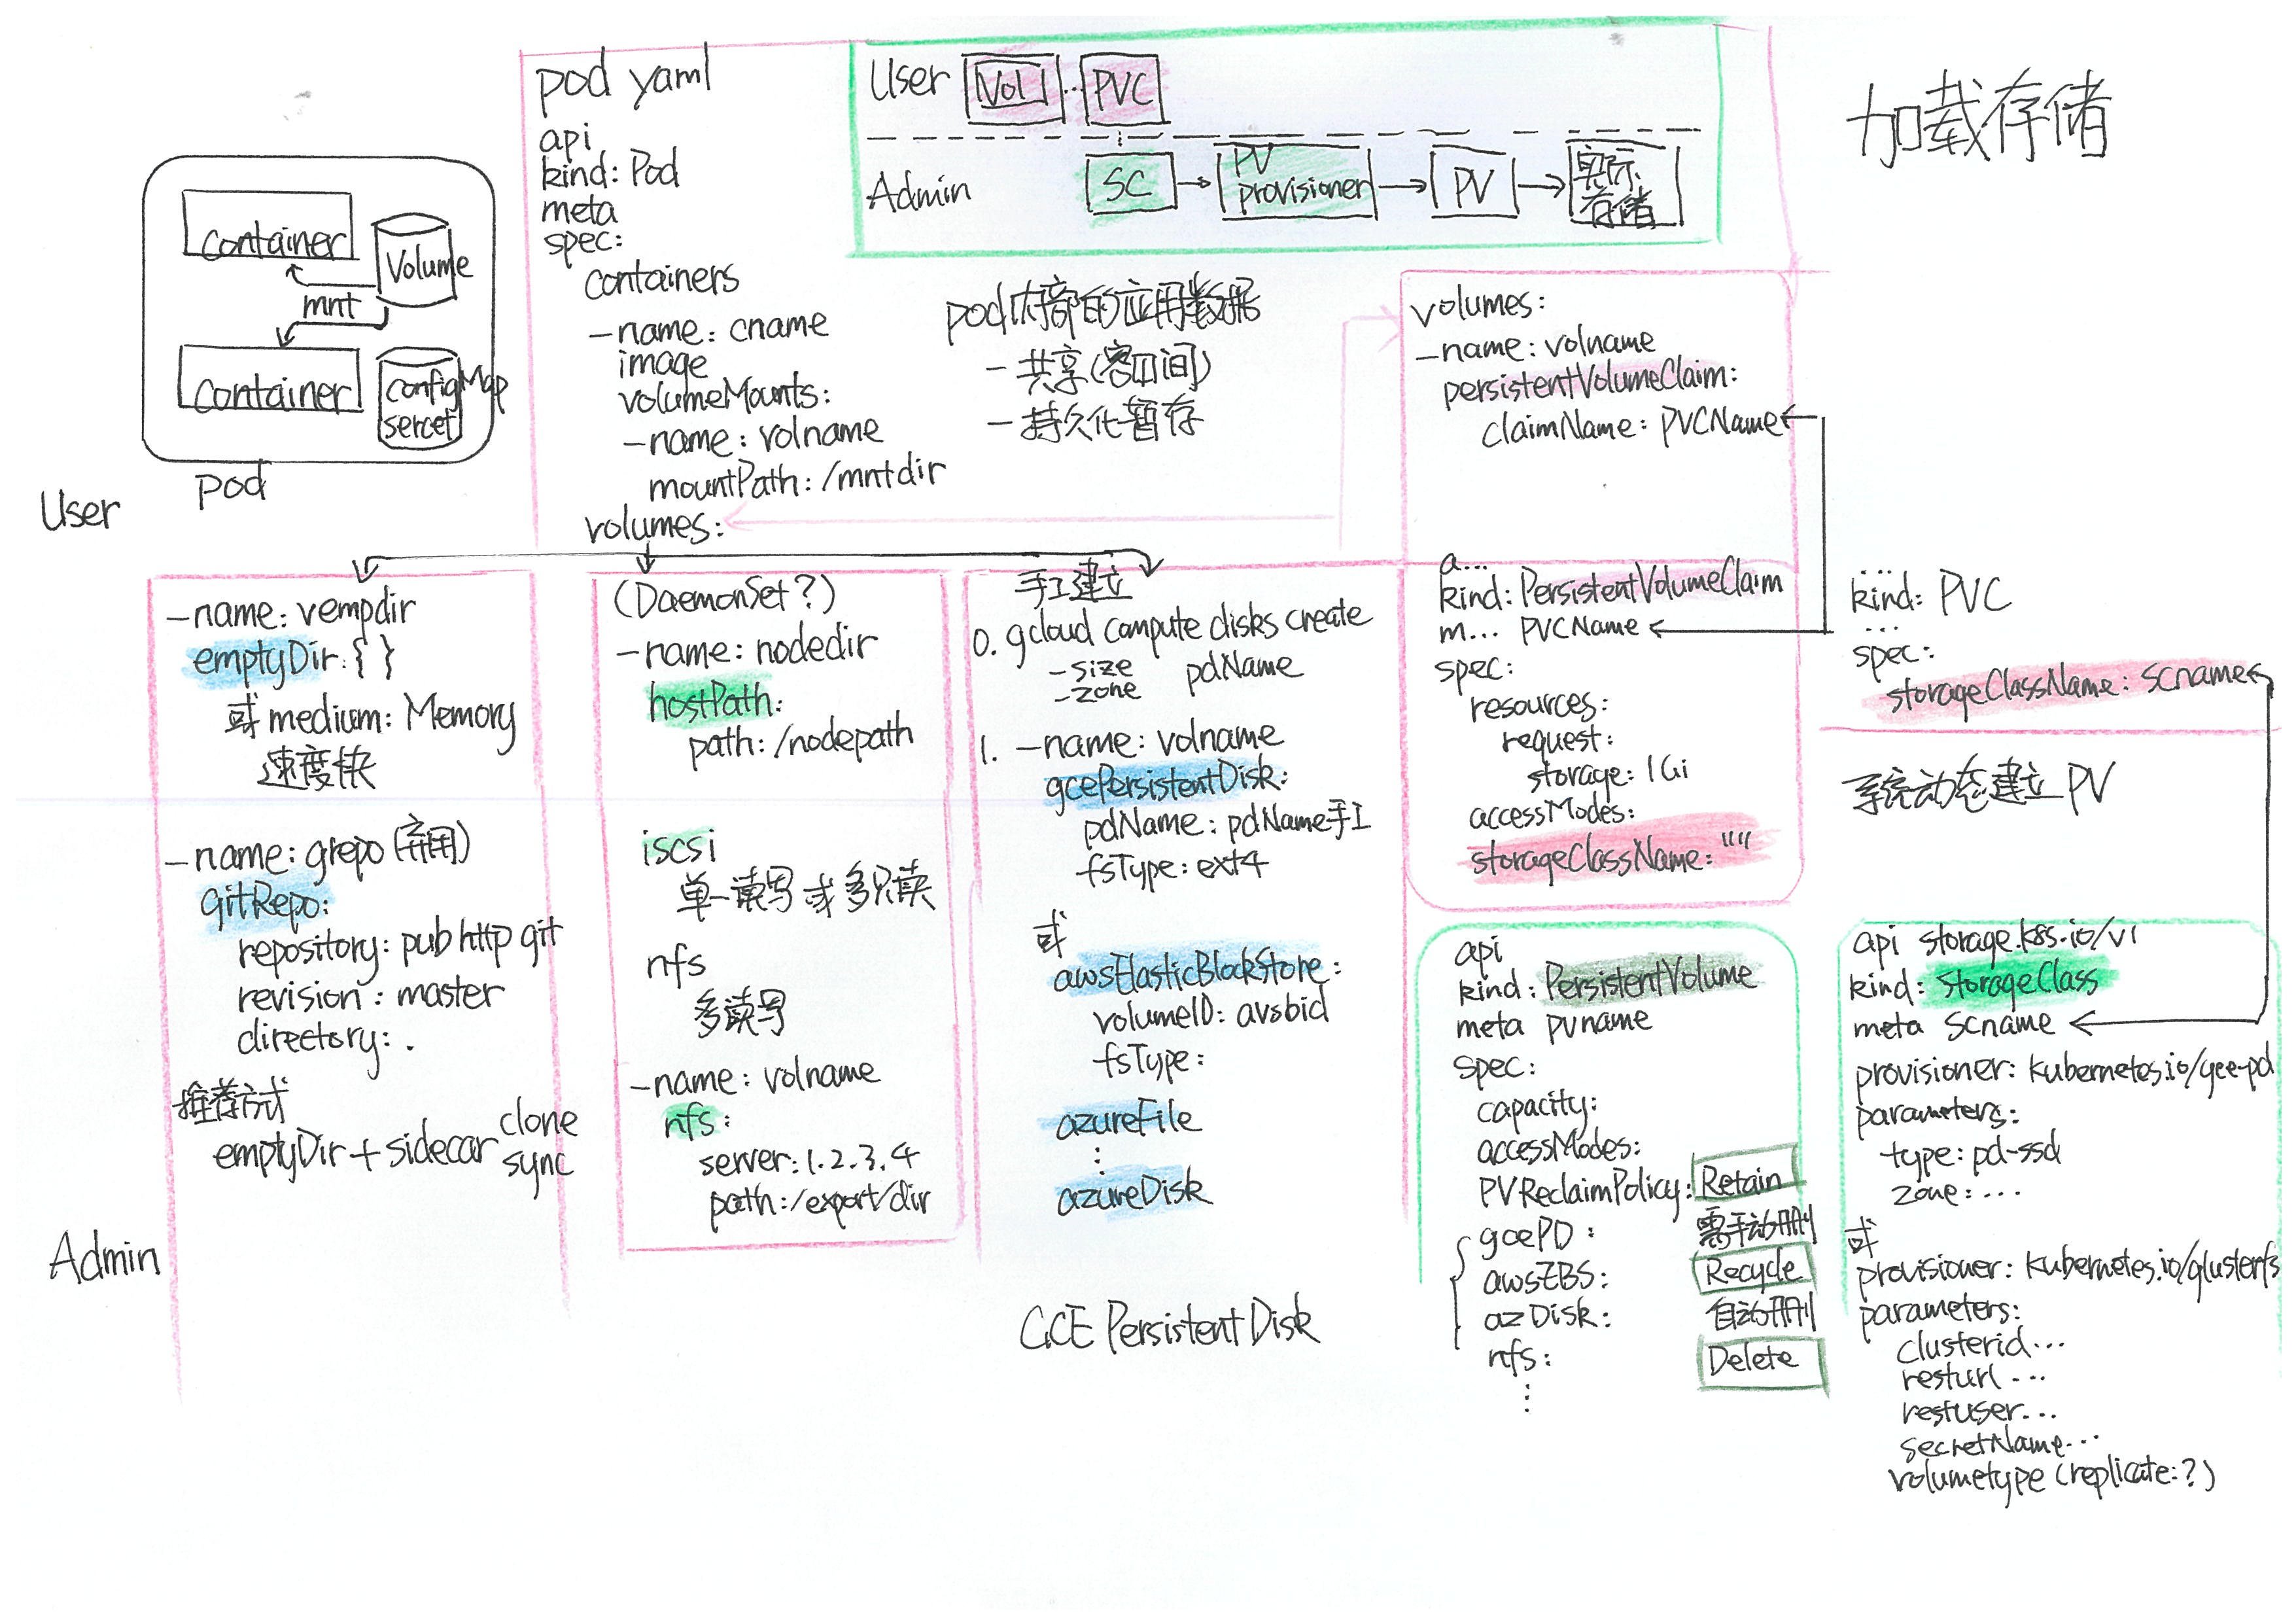 加载存储
User Vol .. PVC
Admin SC PV provisioner PV 实际存储
Container
Volume
mnt
Container
configMap
sercet
Pod
User
pod yaml
api
kind: Pod
meta
spec:
containers
-name: cname
image
volumeMounts:
-name: volname
mountPath: /mntdir
volumes:
pod内部的应用数据
- 共享(容口间)
- 持久化暂存
volumes:
-name: volname
persistentVolumeClaim:
claimName: PVCName
-name: vempdir
emptyDir: { }
或 medium: Memory
速度快
-name: grepo (弃用)
gitRepo:
repository: pub http git
revision: master
directory: .
推荐方式
emptyDir + sidecar clone
sync
Admin
(DaemonSet?)
-name: nodedir
hostPath:
path: /nodepath
iscsi
单一读写 或 多只读
nfs
多读写
-name: volname
nfs:
server: 1.2.3.4
path: /export/dir
手工建立
0. gcloud compute disks create
-size pdName
-zone
1. -name: volname
gcePersistentDisk:
pdName: pdName手工
fsType: ext4
或
awsElasticBlockStore:
volumeID: avsbid
fsType:
azureFile
⋮
azureDisk
GCE PersistentDisk
a...
kind: PersistentVolumeClaim
m... PVCName
spec:
resources:
request:
storage: 1Gi
accessModes:
storageClassName: ""
api
kind: PersistentVolume
meta pvname
spec:
capacity:
accessModes:
PVReclaimPolicy: Retain
需手动删
Recycle
自动删
Delete
gcePD:
awsEBS:
azDisk:
nfs:
⋮
...
kind: PVC
...
spec:
storageClassName: scname
系统动态建立 PV
api storage.k8s.io/v1
kind: StorageClass
meta scname
provisioner: kubernetes.io/gce-pd
parameters:
type: pd-ssd
zone: ...
或
provisioner: kubernetes.io/glusterfs
parameters:
clusterid...
resturl ...
restuser...
secretName...
volumetype (replicate: ?)